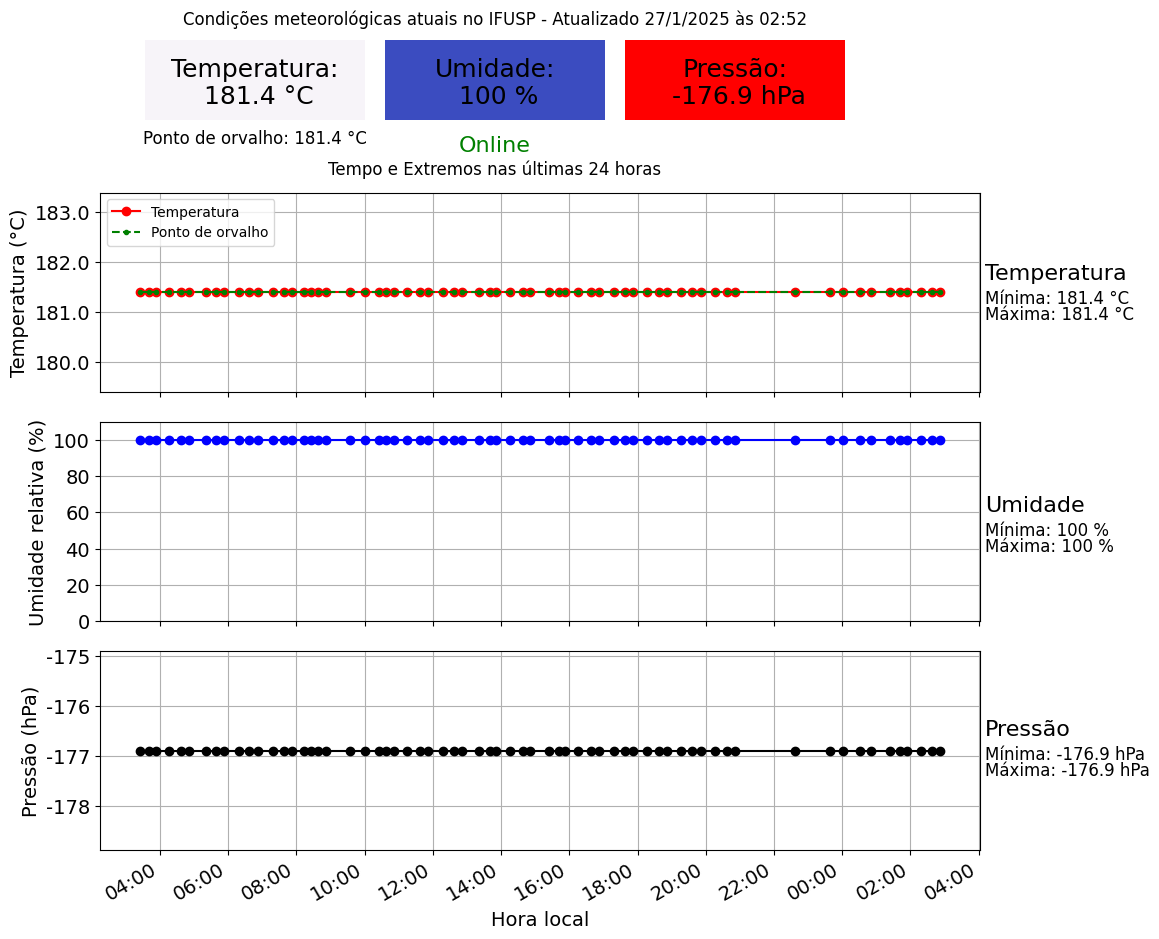 Condições meteorológicas atuais no IFUSP - Atualizado 27/1/2025 às 02:52
Temperatura:
181.4 °C
Umidade:
100 %
Pressão:
-176.9 hPa
Ponto de orvalho: 181.4 °C
Online
Tempo e Extremos nas últimas 24 horas
Temperatura (°C)
183.0
182.0
181.0
180.0
Temperatura
Ponto de orvalho
Temperatura
Mínima: 181.4 °C
Máxima: 181.4 °C
Umidade relativa (%)
100
80
60
40
20
0
Umidade
Mínima: 100 %
Máxima: 100 %
Pressão (hPa)
-175
-176
-177
-178
Pressão
Mínima: -176.9 hPa
Máxima: -176.9 hPa
04:00 06:00 08:00 10:00 12:00 14:00 16:00 18:00 20:00 22:00 00:00 02:00 04:00
Hora local